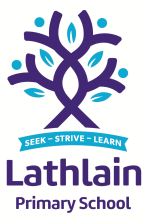 SEEK – STRIVE – LEARN
Lathlain
Primary School